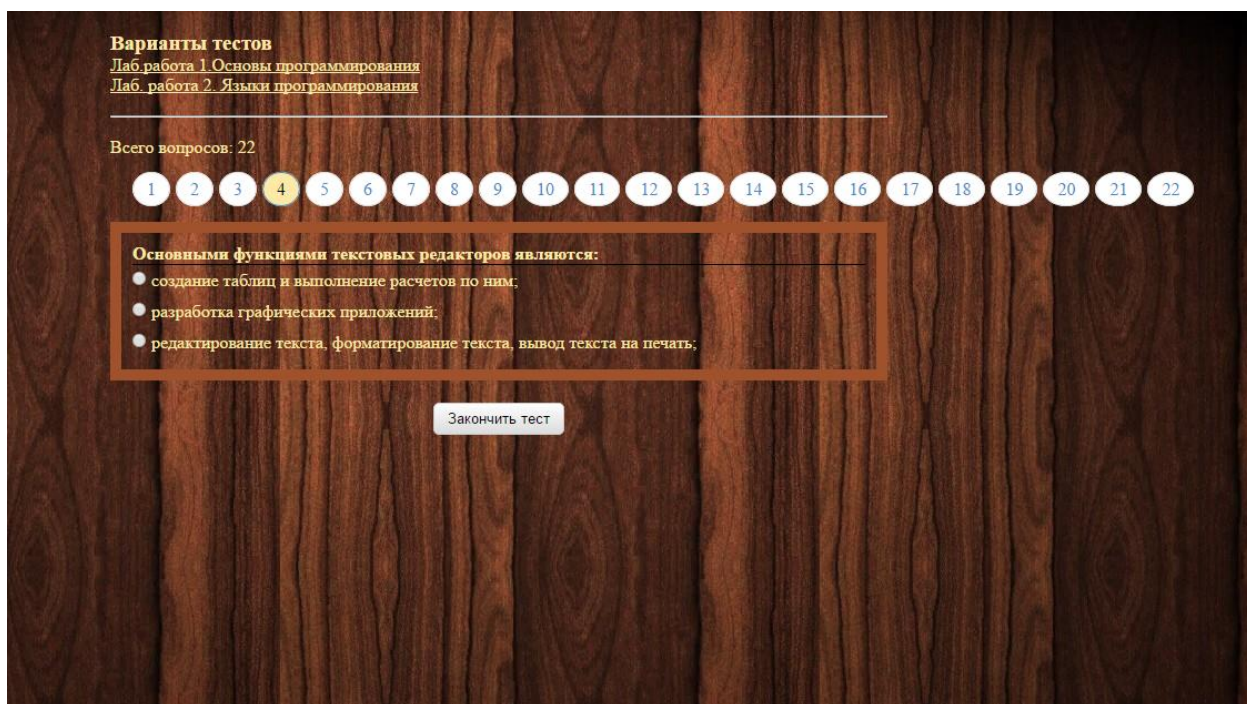 Варианты тестов
Лаб.работа 1.Основы программирования
Лаб. работа 2. Языки программирования
Всего вопросов: 22
1 2 3 4 5 6 7 8 9 10 11 12 13 14 15 16 17 18 19 20 21 22
Основными функциями текстовых редакторов являются:
создание таблиц и выполнение расчетов по ним;
разработка графических приложений;
редактирование текста, форматирование текста, вывод текста на печать;
Закончить тест